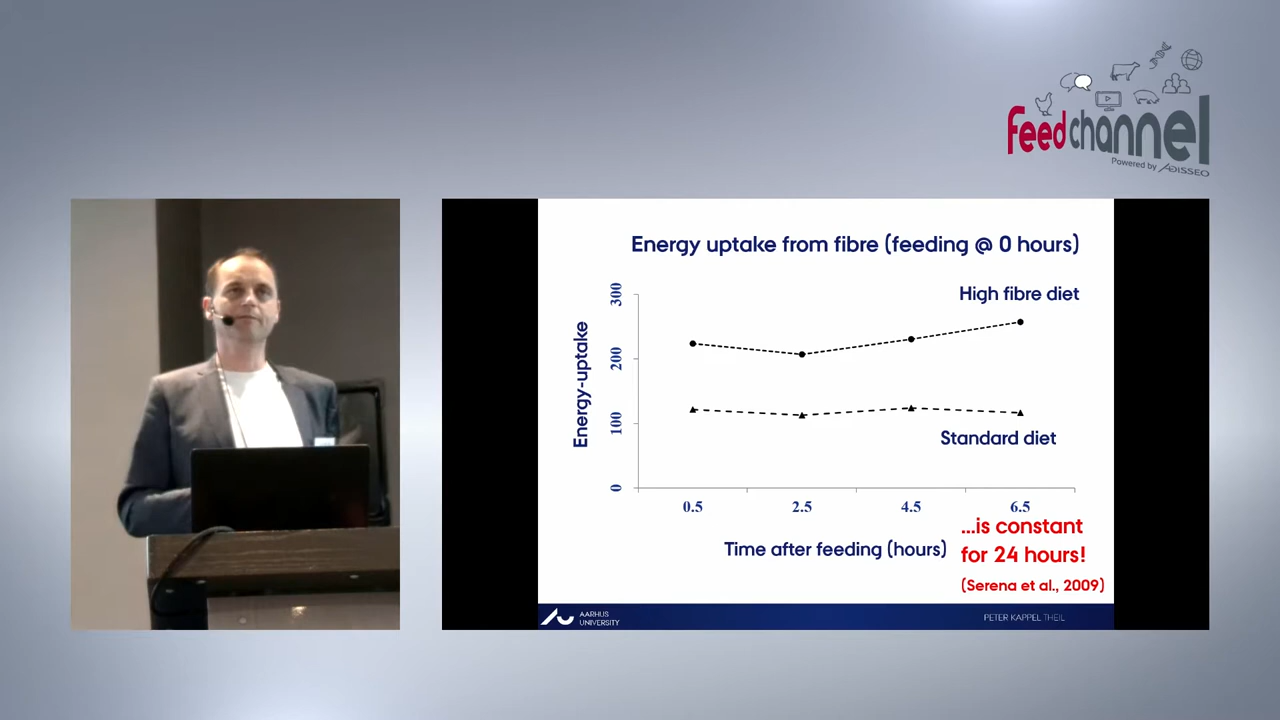 feedchannel
Powered by ADISSEO
Energy uptake from fibre (feeding @ 0 hours)
High fibre diet
Energy-uptake
300
200
100
0
Standard diet
0.5 2.5 4.5 6.5
Time after feeding (hours)
...is constant
for 24 hours!
(Serena et al., 2009)
AARHUS
UNIVERSITY
PETER KAPPEL THEIL